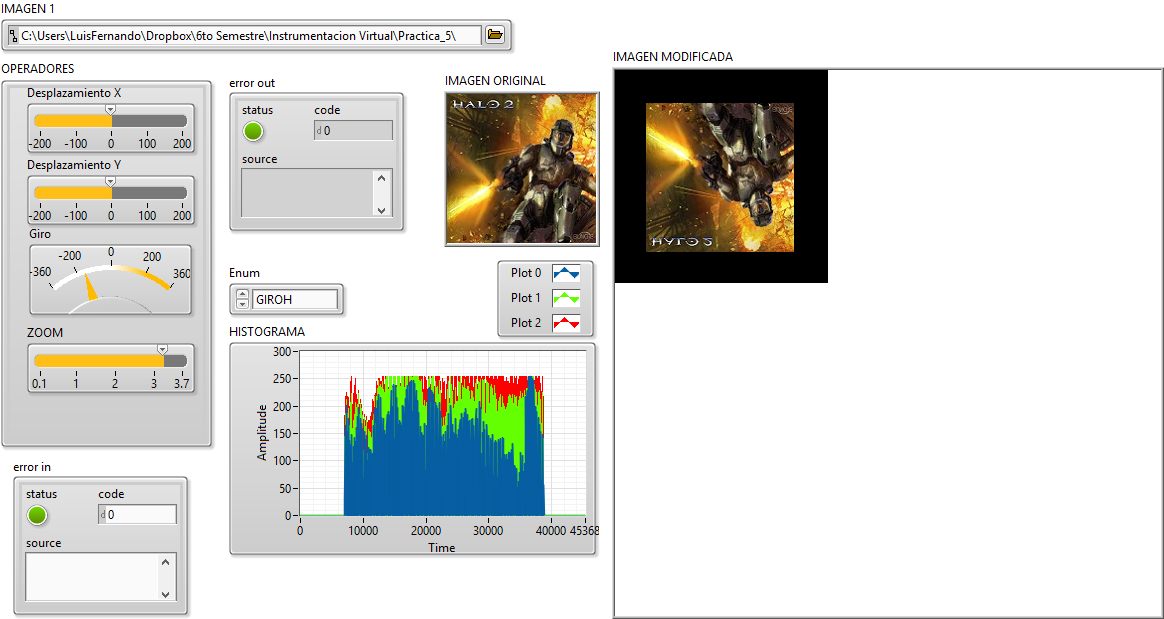 IMAGEN 1
C:\Users\LuisFernando\Dropbox\6to Semestre\Instrumentacion Virtual\Practica_5\
OPERADORES
Desplazamiento X
-200 -100 0 100 200
Desplazamiento Y
-200 -100 0 100 200
Giro
-360 -200 0 200 360
ZOOM
0.1 1 2 3 3.7
error in
status code
d 0
source
error out
status code
d 0
source
Enum
GIROH
IMAGEN ORIGINAL
HALO 2
Plot 0
Plot 1
Plot 2
HISTOGRAMA
300
250
200
150
100
50
0
Amplitude
0 10000 20000 30000 40000 45368
Time
IMAGEN MODIFICADA
HALO 2